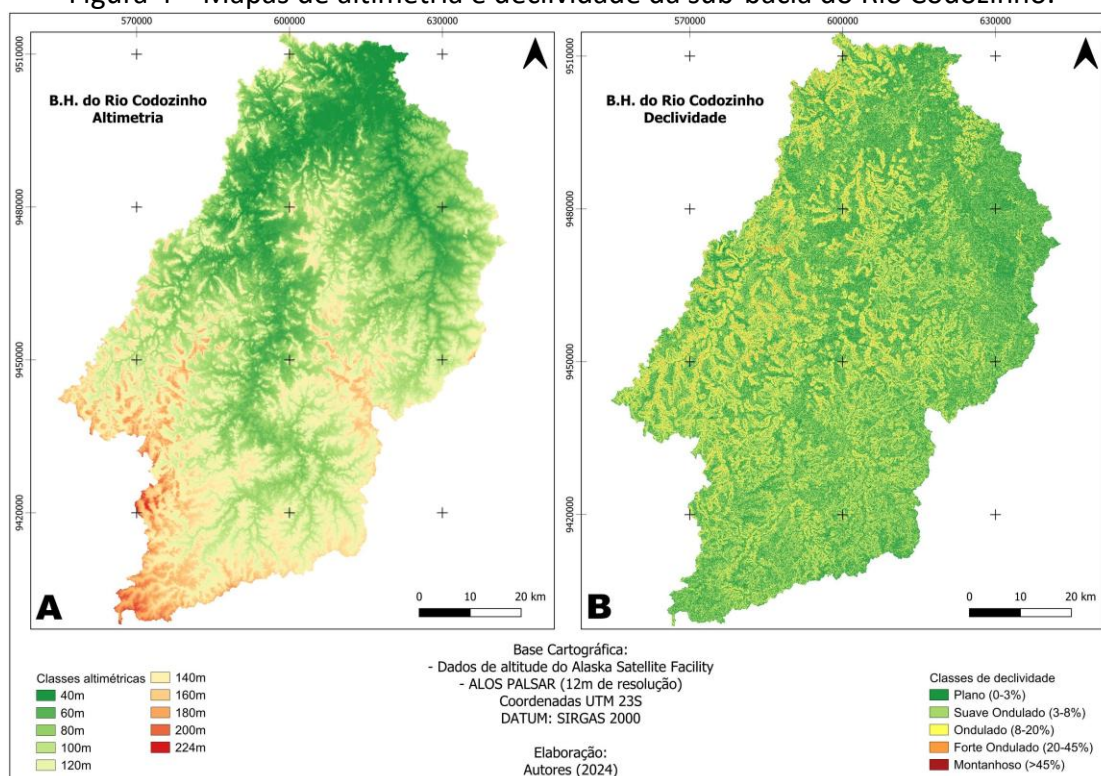 Figura 4 – Mapas de altimetria e declividade da sub-bacia do Rio Codozinho.
570000 600000 630000
570000 600000 630000
9510000
9480000
9450000
9420000
B.H. do Rio Codozinho
Altimetria
A
0 10 20 km
9510000
9480000
9450000
9420000
B.H. do Rio Codozinho
Declividade
B
0 10 20 km
Classes altimétricas
40m
60m
80m
100m
120m
140m
160m
180m
200m
224m
Base Cartográfica:
- Dados de altitude do Alaska Satellite Facility
- ALOS PALSAR (12m de resolução)
Coordenadas UTM 23S
DATUM: SIRGAS 2000
Elaboração:
Autores (2024)
Classes de declividade
Plano (0-3%)
Suave Ondulado (3-8%)
Ondulado (8-20%)
Forte Ondulado (20-45%)
Montanhoso (>45%)